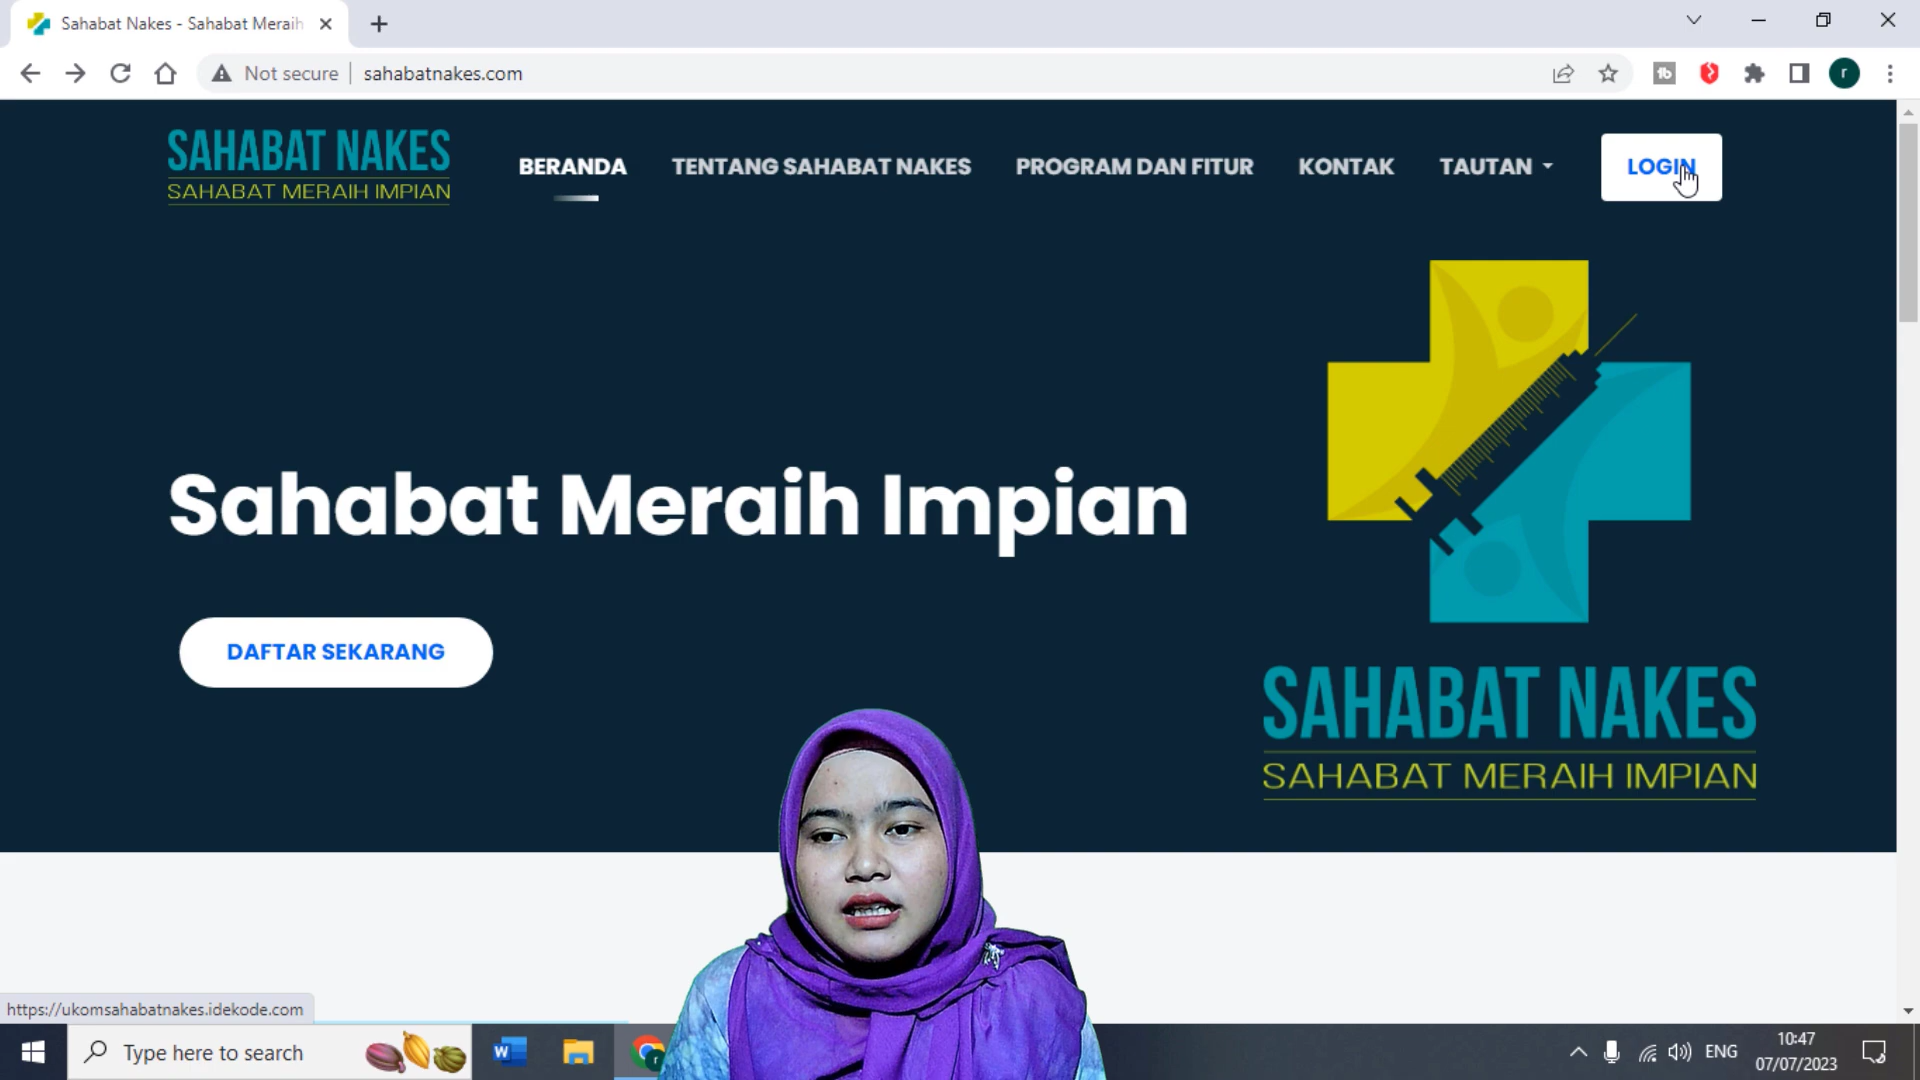 Sahabat Nakes - Sahabat Meraih
Not secure
sahabatnakes.com
r
SAHABAT NAKES
SAHABAT MERAIH IMPIAN
BERANDA
TENTANG SAHABAT NAKES
PROGRAM DAN FITUR
KONTAK
TAUTAN
LOGIN
Sahabat Meraih Impian
DAFTAR SEKARANG
SAHABAT NAKES
SAHABAT MERAIH IMPIAN
https://ukomsahabatnakes.idekode.com
Type here to search
W
r
ENG
10:47
07/07/2023